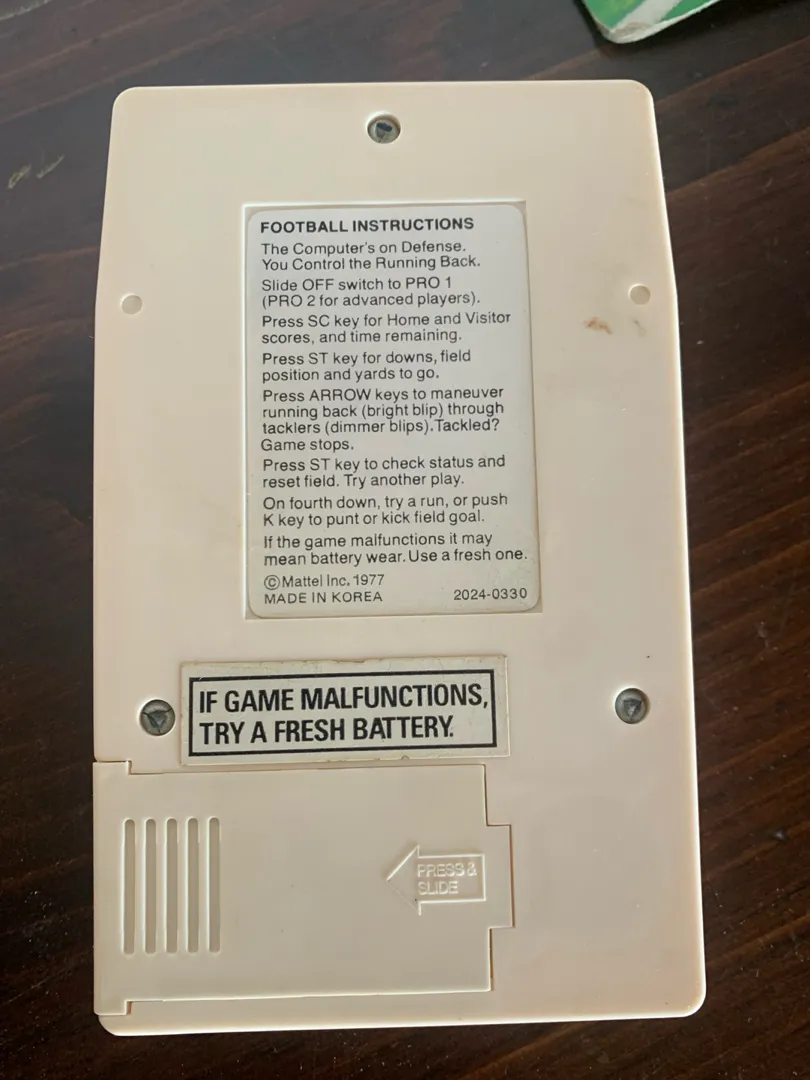 FOOTBALL INSTRUCTIONS
The Computer's on Defense.
You Control the Running Back.
Slide OFF switch to PRO 1
(PRO 2 for advanced players).
Press SC key for Home and Visitor
scores, and time remaining.
Press ST key for downs, field
position and yards to go.
Press ARROW keys to maneuver
running back (bright blip) through
tacklers (dimmer blips). Tackled?
Game stops.
Press ST key to check status and
reset field. Try another play.
On fourth down, try a run, or push
K key to punt or kick field goal.
If the game malfunctions it may
mean battery wear. Use a fresh one.
©Mattel Inc. 1977
MADE IN KOREA 2024-0330
IF GAME MALFUNCTIONS,
TRY A FRESH BATTERY.
PRESS &
SLIDE